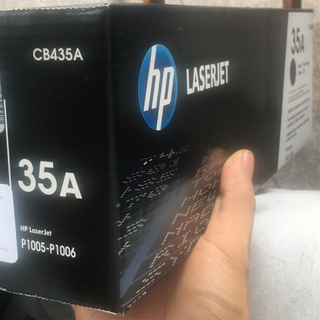 CB435A
35A
HP LaserJet
P1005-P1006
hp
LASERJET
35A